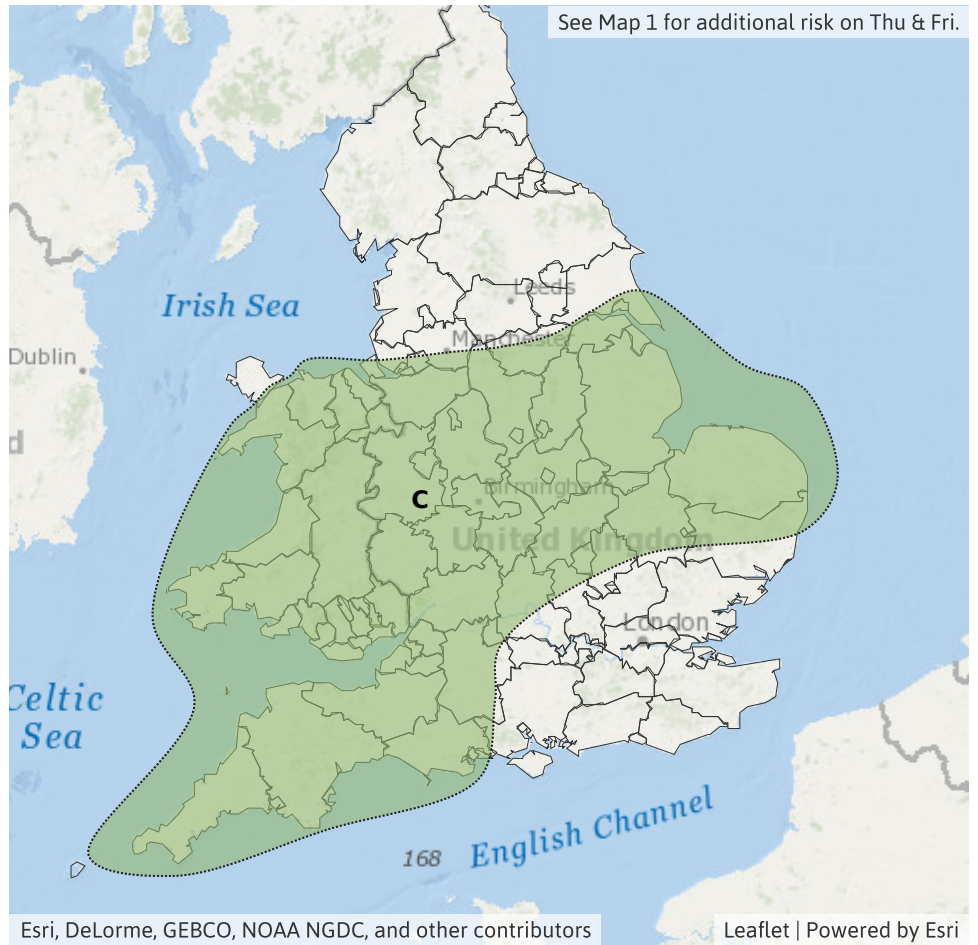 See Map 1 for additional risk on Thu & Fri.
Leeds
Irish Sea
Manchester
Dublin
d
Birmingham
C
United Kingdom
London
Celtic
Sea
English Channel
168
Esri, DeLorme, GEBCO, NOAA NGDC, and other contributors
Leaflet | Powered by Esri